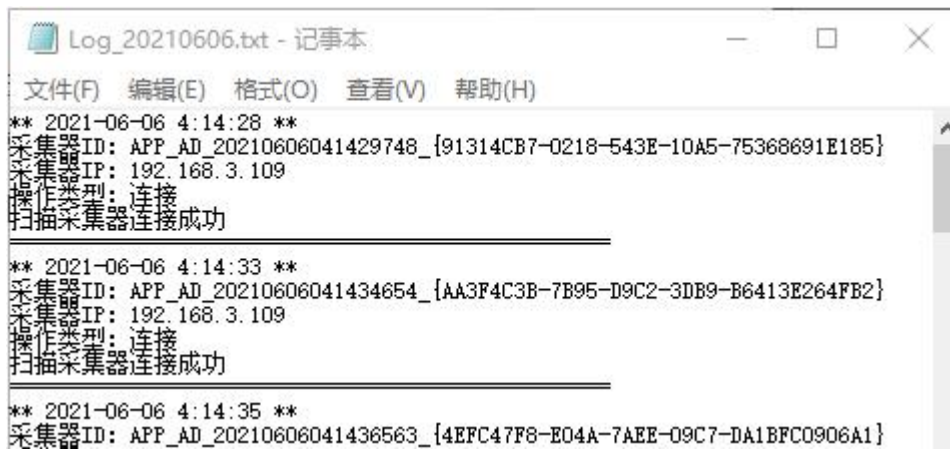 Log_20210606.txt - 记事本
文件(F) 编辑(E) 格式(O) 查看(V) 帮助(H)
** 2021-06-06 4:14:28 **
采集器ID: APP_AD_20210606041429748_{91314CB7-0218-543E-10A5-75368691E185}
采集器IP: 192.168.3.109
操作类型: 连接
扫描采集器连接成功
** 2021-06-06 4:14:33 **
采集器ID: APP_AD_20210606041434654_{AA3F4C3B-7B95-D9C2-3DB9-B6413E264FB2}
采集器IP: 192.168.3.109
操作类型: 连接
扫描采集器连接成功
** 2021-06-06 4:14:35 **
采集器ID: APP_AD_20210606041436563_{4EFC47F8-E04A-7AEE-09C7-DA1BFC0906A1}